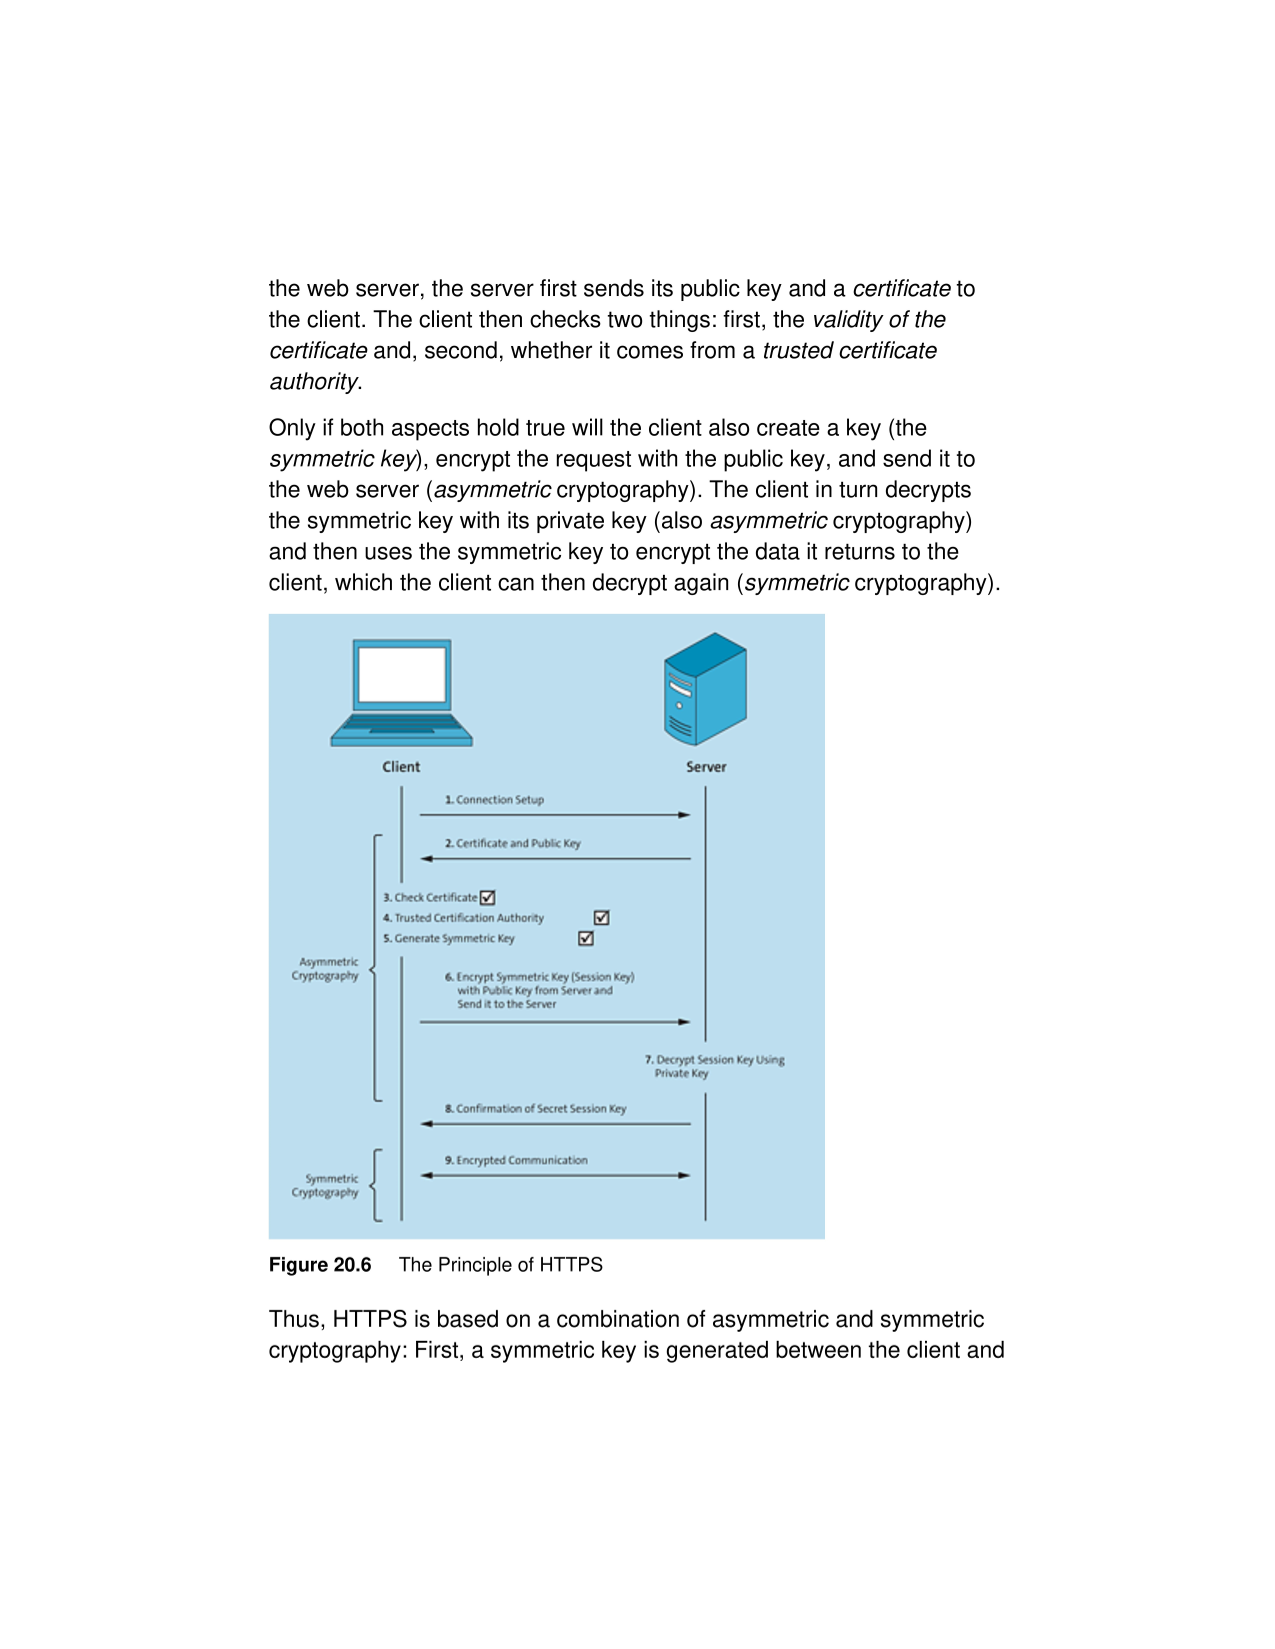 the web server, the server first sends its public key and a certificate to
the client. The client then checks two things: first, the validity of the
certificate and, second, whether it comes from a trusted certificate
authority.
Only if both aspects hold true will the client also create a key (the
symmetric key), encrypt the request with the public key, and send it to
the web server (asymmetric cryptography). The client in turn decrypts
the symmetric key with its private key (also asymmetric cryptography)
and then uses the symmetric key to encrypt the data it returns to the
client, which the client can then decrypt again (symmetric cryptography).
Client
Server
1. Connection Setup
2. Certificate and Public Key
3. Check Certificate
4. Trusted Certification Authority
5. Generate Symmetric Key
Asymmetric
Cryptography
6. Encrypt Symmetric Key (Session Key)
with Public Key from Server and
Send it to the Server
7. Decrypt Session Key Using
Private Key
8. Confirmation of Secret Session Key
9. Encrypted Communication
Symmetric
Cryptography
Figure 20.6 The Principle of HTTPS
Thus, HTTPS is based on a combination of asymmetric and symmetric
cryptography: First, a symmetric key is generated between the client and